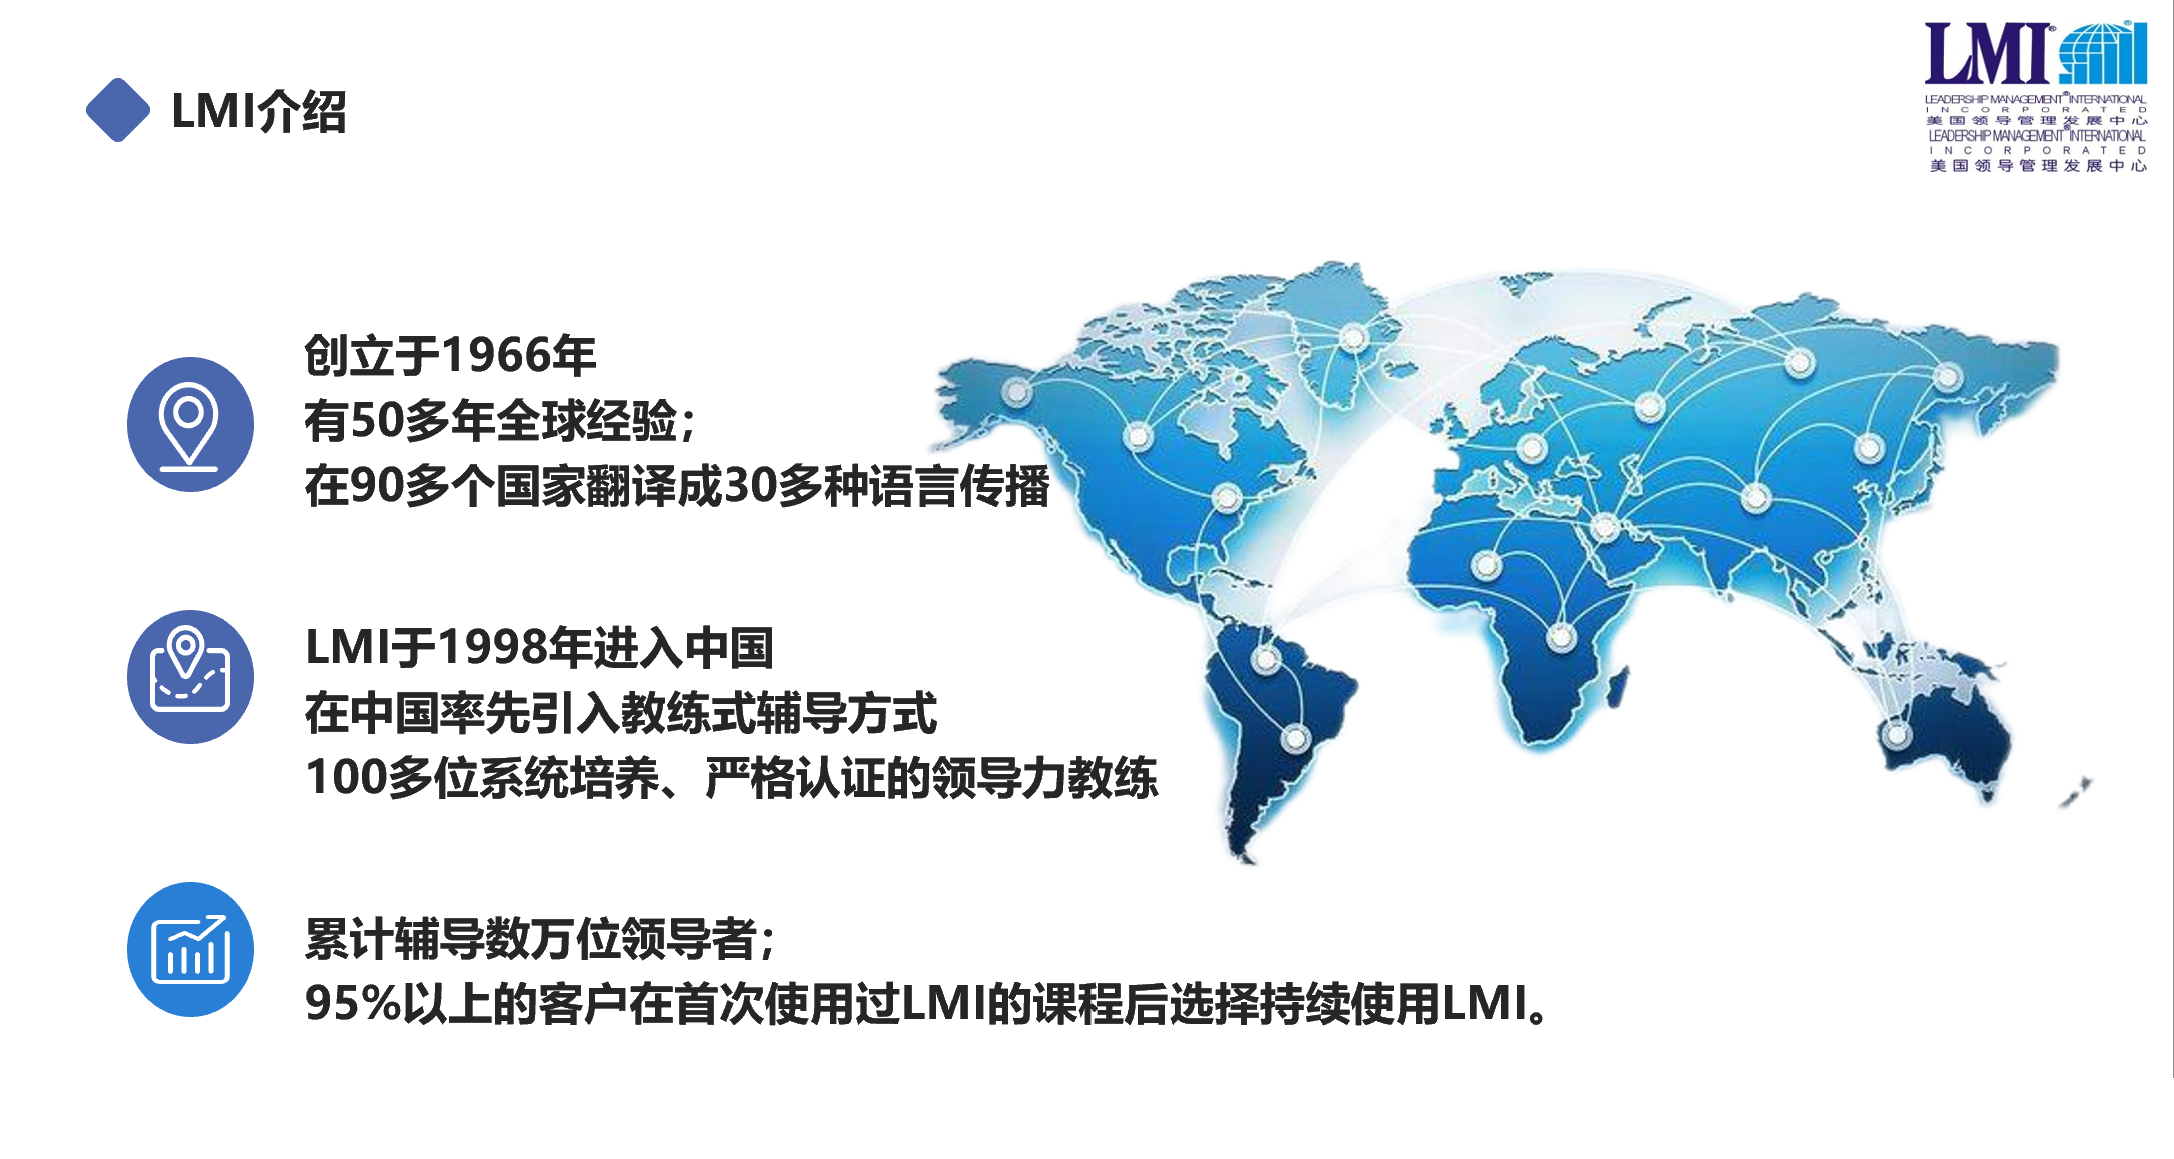 LMI介绍
LMI
LEADERSHIP MANAGEMENT®INTERNATIONAL
INCORPORATED
美国领导管理发展中心
LEADERSHIP MANAGEMENT®INTERNATIONAL
INCORPORATED
美国领导管理发展中心
创立于1966年
有50多年全球经验；
在90多个国家翻译成30多种语言传播
LMI于1998年进入中国
在中国率先引入教练式辅导方式
100多位系统培养、严格认证的领导力教练
累计辅导数万位领导者；
95%以上的客户在首次使用过LMI的课程后选择持续使用LMI。